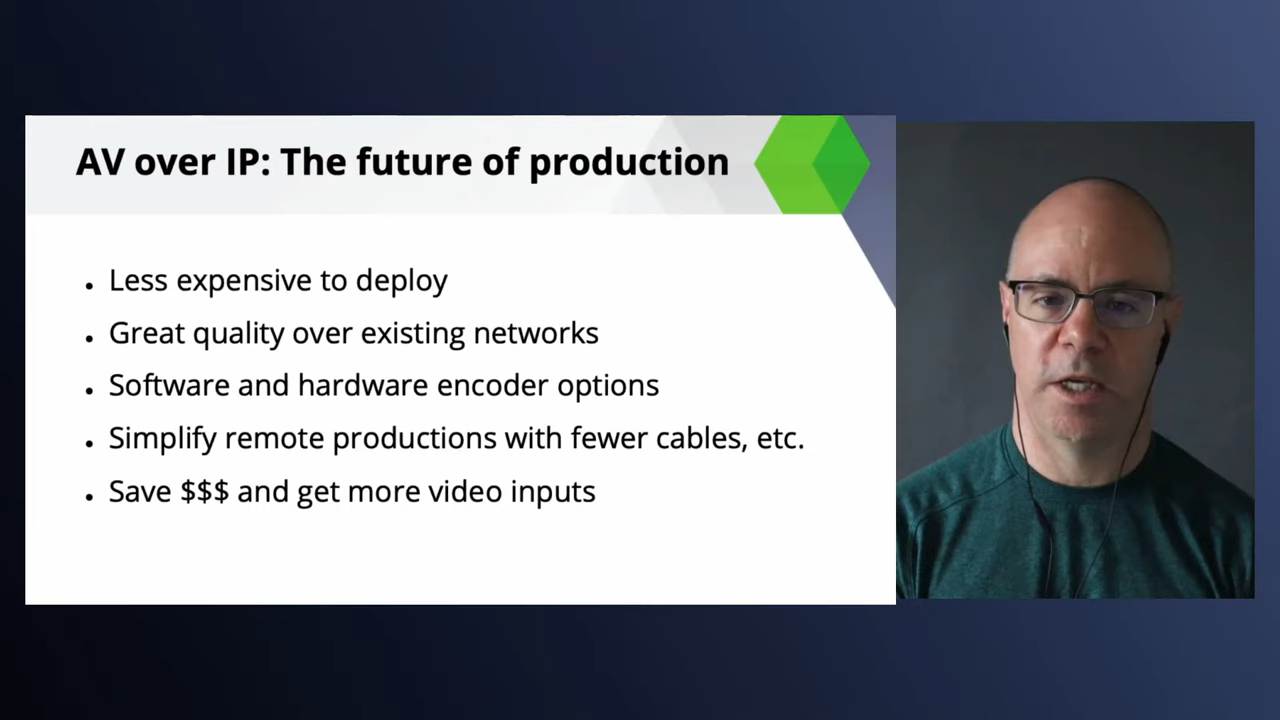 AV over IP: The future of production
• Less expensive to deploy
• Great quality over existing networks
• Software and hardware encoder options
• Simplify remote productions with fewer cables, etc.
• Save $$$ and get more video inputs